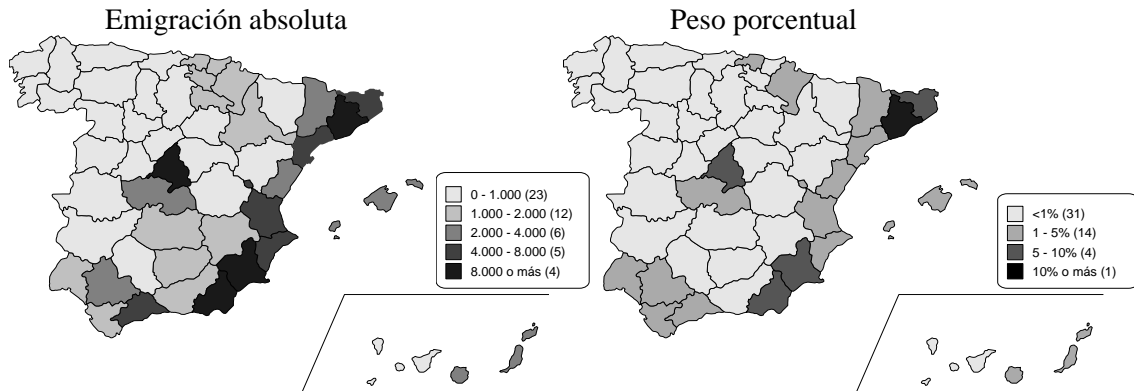 Emigración absoluta
Peso porcentual
0 - 1.000 (23)
1.000 - 2.000 (12)
2.000 - 4.000 (6)
4.000 - 8.000 (5)
8.000 o más (4)
<1% (31)
1 - 5% (14)
5 - 10% (4)
10% o más (1)